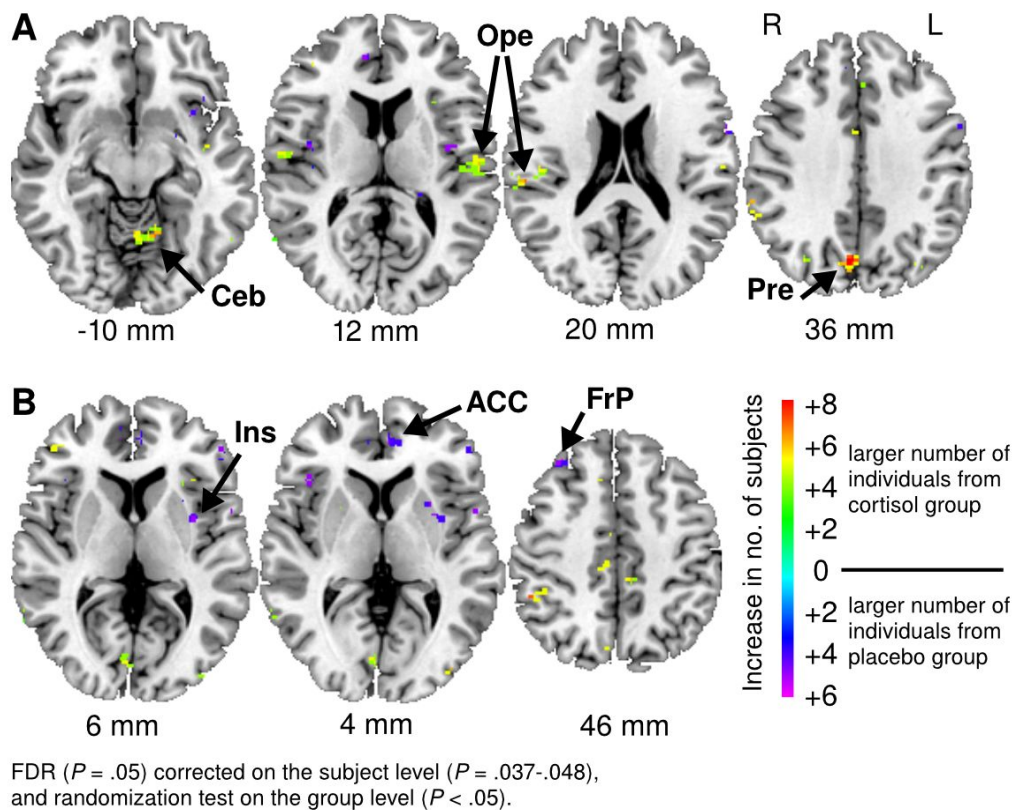 A
Ope
R
L
Ceb
Pre
-10 mm
12 mm
20 mm
36 mm
B
Ins
ACC
FrP
6 mm
4 mm
46 mm
Increase in no. of subjects
+8
+6
+4
+2
0
+2
+4
+6
larger number of
individuals from
cortisol group
larger number of
individuals from
placebo group
FDR (P = .05) corrected on the subject level (P = .037-.048),
and randomization test on the group level (P < .05).